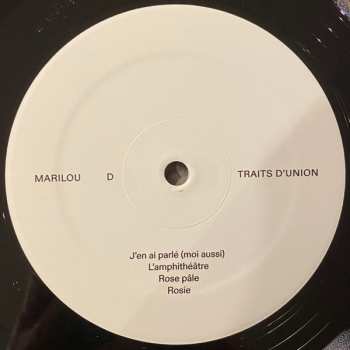 MARILOU D TRAITS D'UNION
J'en ai parlé (moi aussi)
L'amphithéâtre
Rose pâle
Rosie